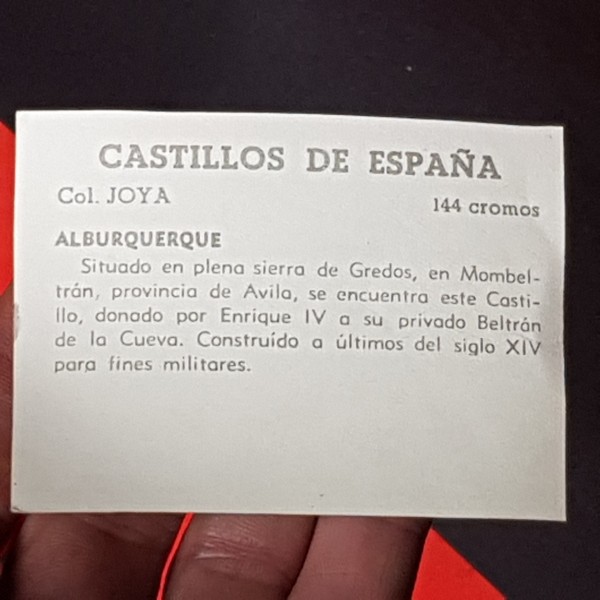 CASTILLOS DE ESPAÑA
Col. JOYA
144 cromos
ALBURQUERQUE
Situado en plena sierra de Gredos, en Mombel-
trán, provincia de Avila, se encuentra este Casti-
llo, donado por Enrique IV a su privado Beltrán
de la Cueva. Construído a últimos del siglo XIV
para fines militares.